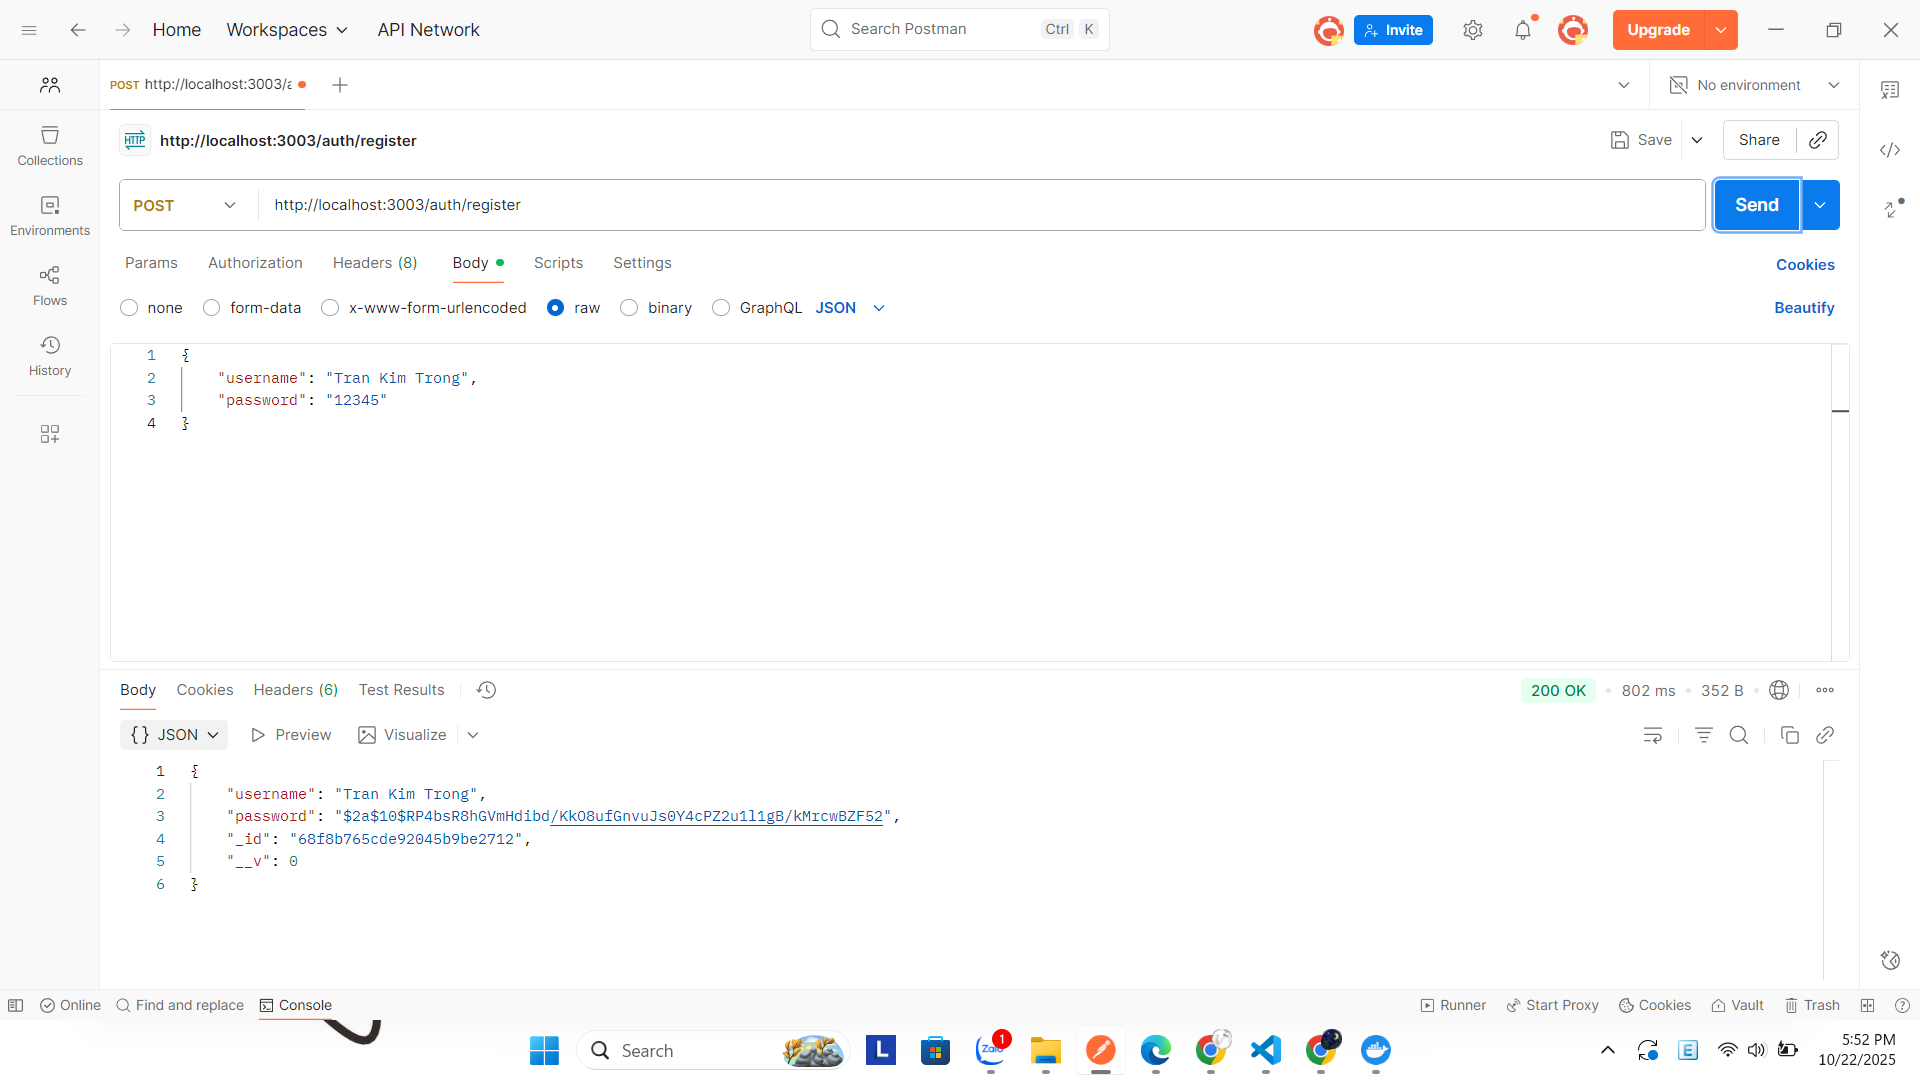 Home Workspaces API Network Search Postman Ctrl K Invite Upgrade
POST http://localhost:3003/a No environment
HTTP http://localhost:3003/auth/register Save Share
Collections
POST http://localhost:3003/auth/register Send
Environments
Params Authorization Headers (8) Body Scripts Settings Cookies
Flows
none form-data x-www-form-urlencoded raw binary GraphQL JSON Beautify
History
1 {
2 "username": "Tran Kim Trong",
3 "password": "12345"
4 }
Body Cookies Headers (6) Test Results 200 OK 802 ms 352 B
{} JSON Preview Visualize
1 {
2 "username": "Tran Kim Trong",
3 "password": "$2a$10$RP4bsR8hGVmHdibd/KkO8ufGnvuJs0Y4cPZ2u1l1gB/kMrcwBZF52",
4 "_id": "68f8b765cde92045b9be2712",
5 "__v": 0
6 }
Online Find and replace Console Runner Start Proxy Cookies Vault Trash
Search L Zalo 1 E 5:52 PM
10/22/2025